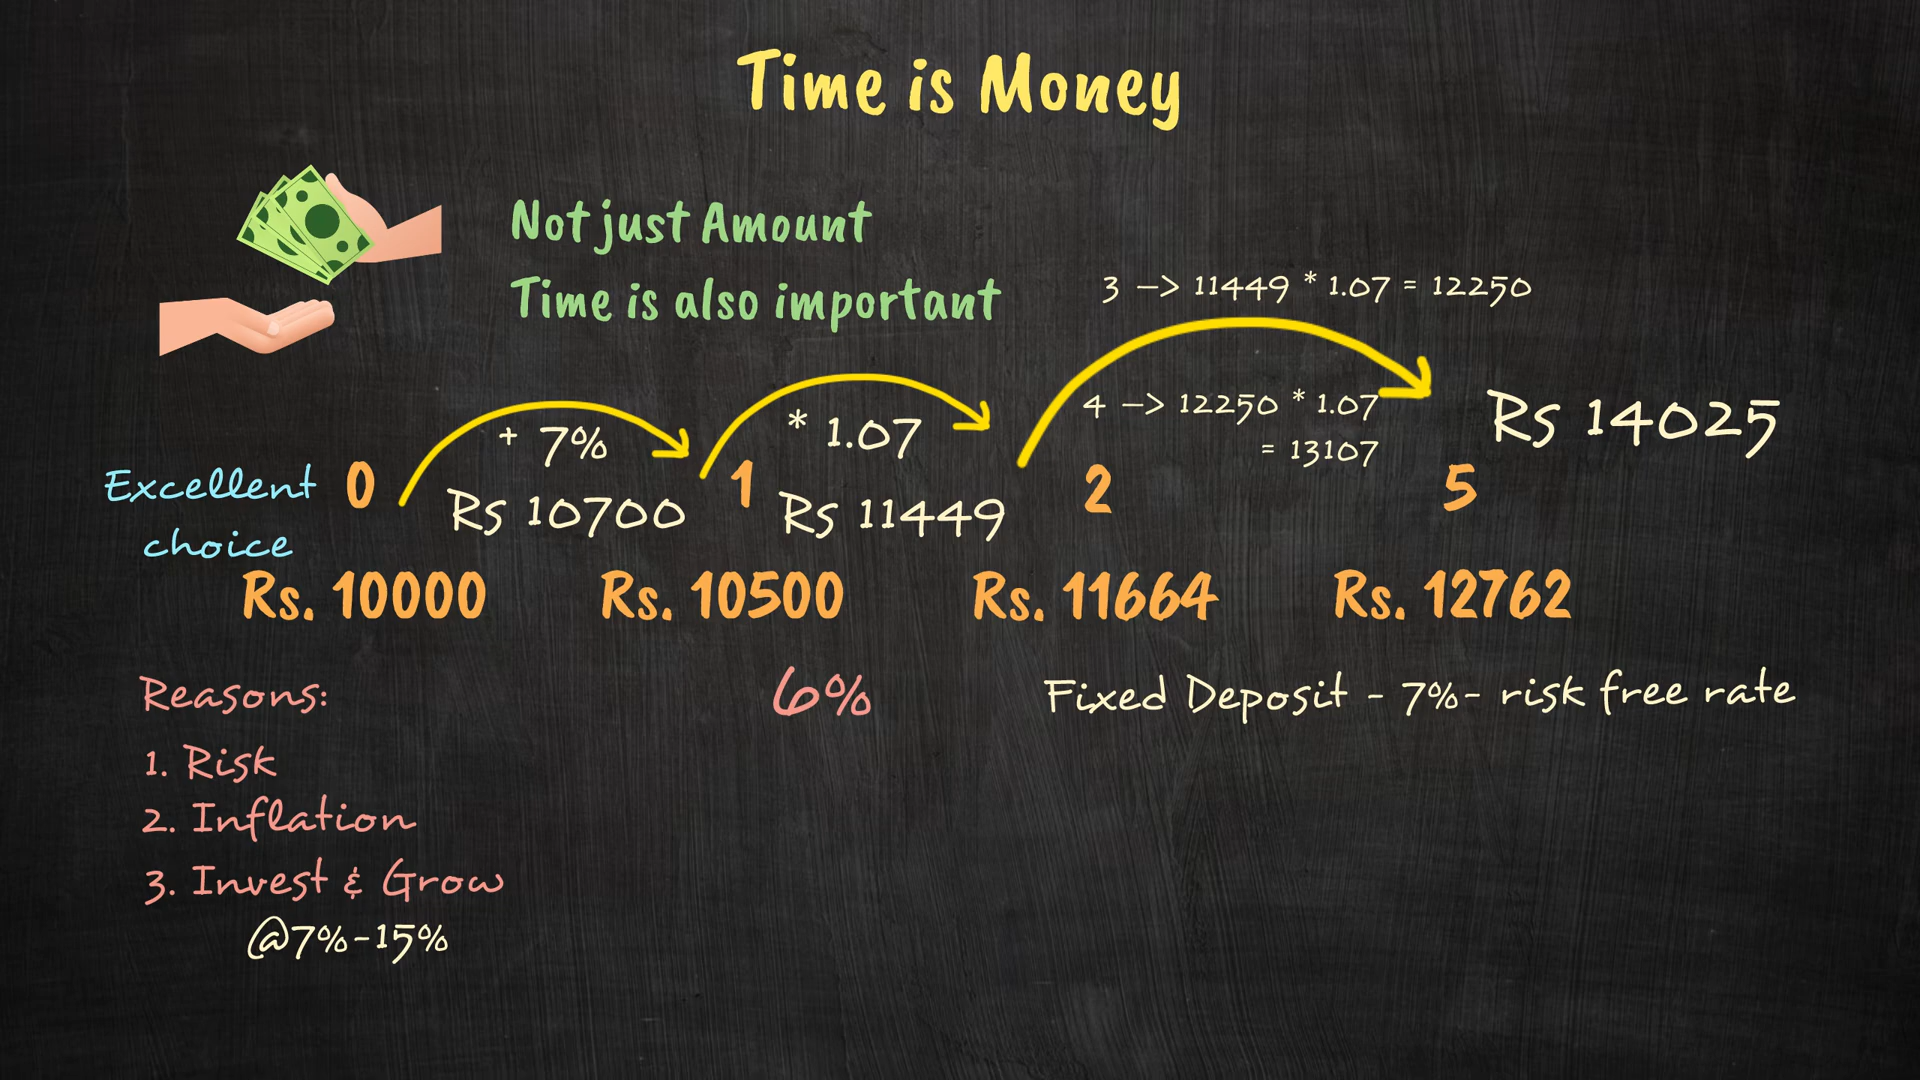 Time is Money
Not just Amount
Time is also important
3 –> 11449 * 1.07 = 12250
4 –> 12250 * 1.07
= 13107
Rs 14025
+ 7%
* 1.07
Excellent
choice
0
Rs 10700
1
Rs 11449
2
5
Rs. 10000
Rs. 10500
Rs. 11664
Rs. 12762
6%
Fixed Deposit - 7%- risk free rate
Reasons:
1. Risk
2. Inflation
3. Invest & Grow
@7%-15%